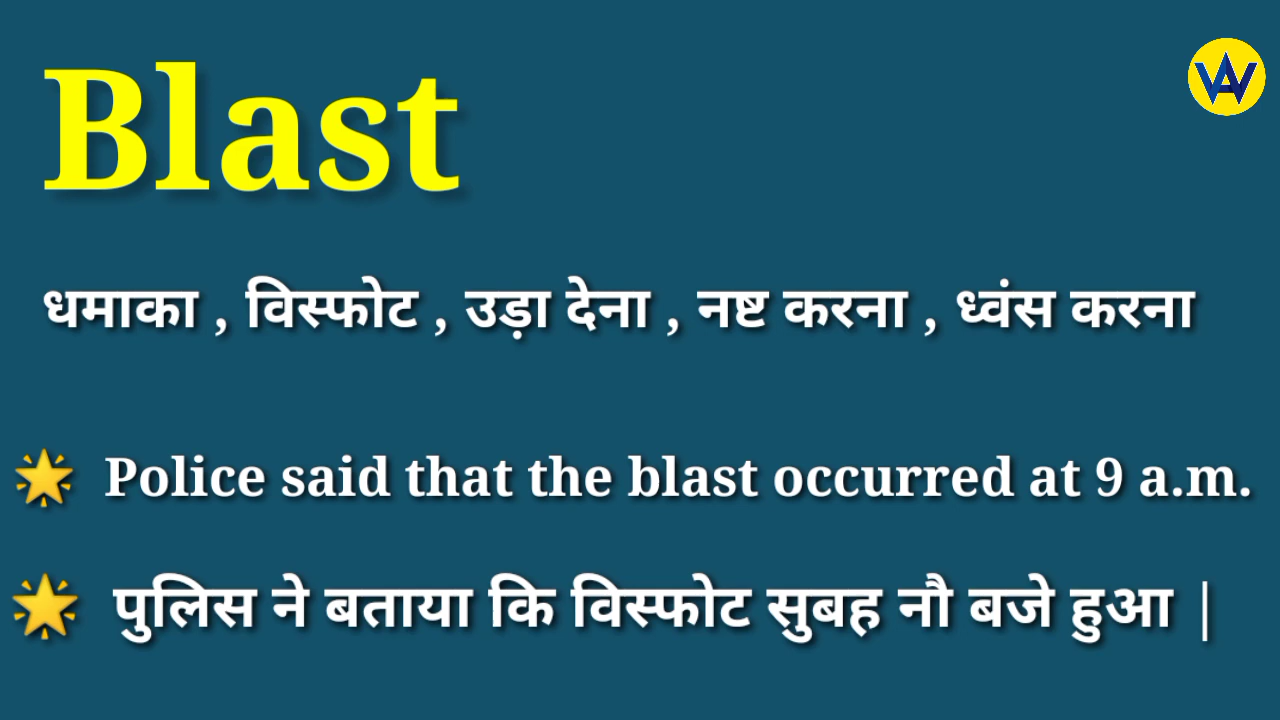 Blast
धमाका , विस्फोट , उड़ा देना , नष्ट करना , ध्वंस करना
🌟 Police said that the blast occurred at 9 a.m.
🌟 पुलिस ने बताया कि विस्फोट सुबह नौ बजे हुआ |